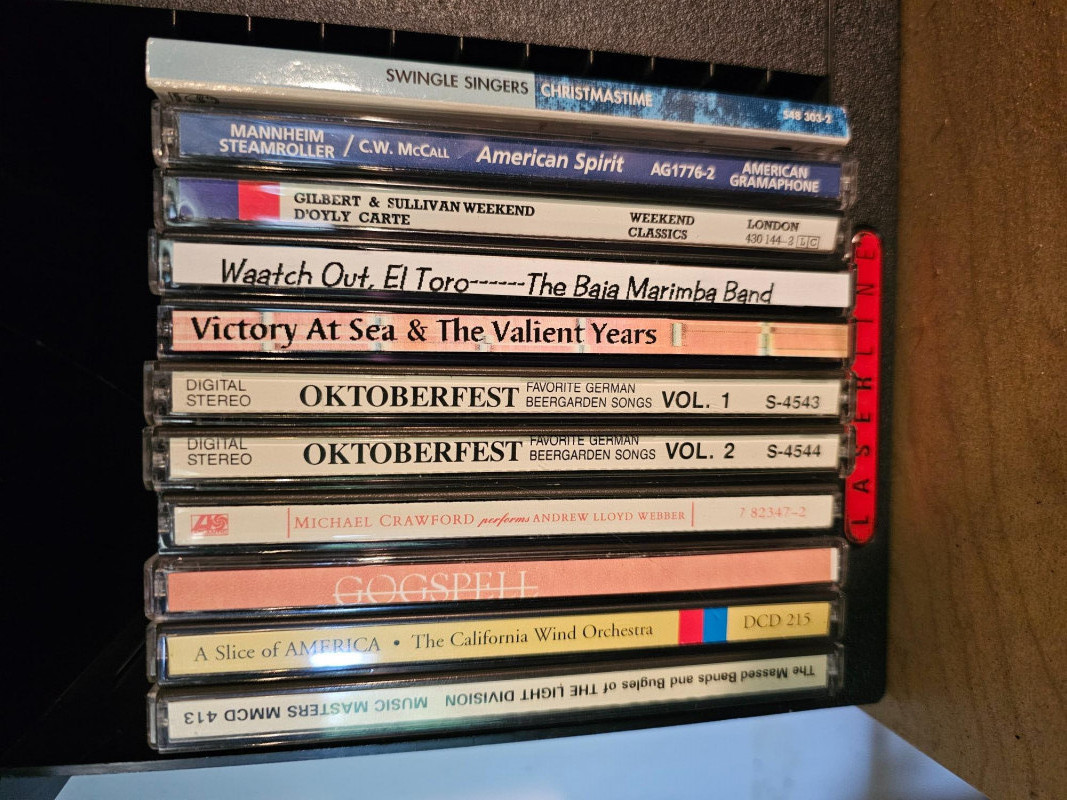 SWINGLE SINGERS CHRISTMASTIME 548 303-2
MANNHEIM
STEAMROLLER / C.W. McCALL American Spirit AG1776-2 AMERICAN
GRAMAPHONE
GILBERT & SULLIVAN WEEKEND
D'OYLY CARTE
WEEKEND
CLASSICS
LONDON
430 144-2 LC
Waatch Out, El Toro------The Baja Marimba Band
Victory At Sea & The Valient Years
DIGITAL
STEREO
OKTOBERFEST
FAVORITE GERMAN
BEERGARDEN SONGS
VOL. 1 S-4543
DIGITAL
STEREO
OKTOBERFEST
FAVORITE GERMAN
BEERGARDEN SONGS
VOL. 2 S-4544
MICHAEL CRAWFORD performs ANDREW LLOYD WEBBER 7 82347-2
GOGSPELL
A Slice of AMERICA • The California Wind Orchestra DCD 215
The Massed Bands and Bugles of THE LIGHT DIVISION MUSIC MASTERS MMCD 413
LASERLINE